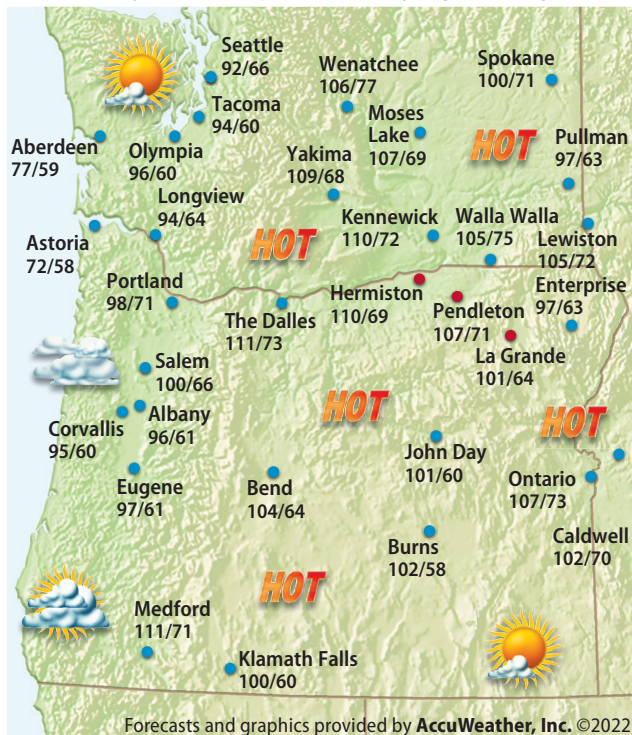 Seattle
92/66
Wenatchee
106/77
Spokane
100/71
Tacoma
94/60
Moses
Lake
107/69
HOT
Pullman
97/63
Aberdeen
77/59
Olympia
96/60
Yakima
109/68
Longview
94/64
Kennewick
110/72
Walla Walla
105/75
Lewiston
105/72
Astoria
72/58
HOT
Portland
98/71
The Dalles
111/73
Hermiston
110/69
Pendleton
107/71
Enterprise
97/63
La Grande
101/64
Salem
100/66
HOT
HOT
Corvallis
95/60
Albany
96/61
John Day
101/60
Eugene
97/61
Bend
104/64
Ontario
107/73
Burns
102/58
Caldwell
102/70
HOT
Medford
111/71
Klamath Falls
100/60
Forecasts and graphics provided by AccuWeather, Inc. ©2022